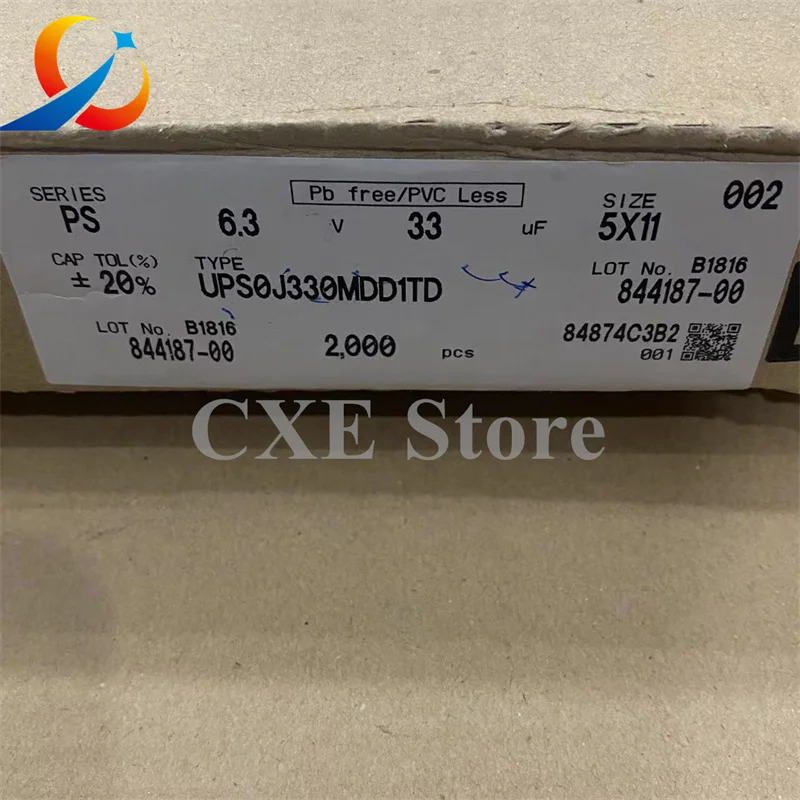 Pb free/PVC Less
SERIES SIZE 002
PS 6.3 V 33 uF 5X11
CAP TOL(%) TYPE LOT No. B1816
± 20% UPS0J330MDD1TD 844187-00
LOT No. B1816 84874C3B2
844187-00 2,000 pcs 001
CXE Store